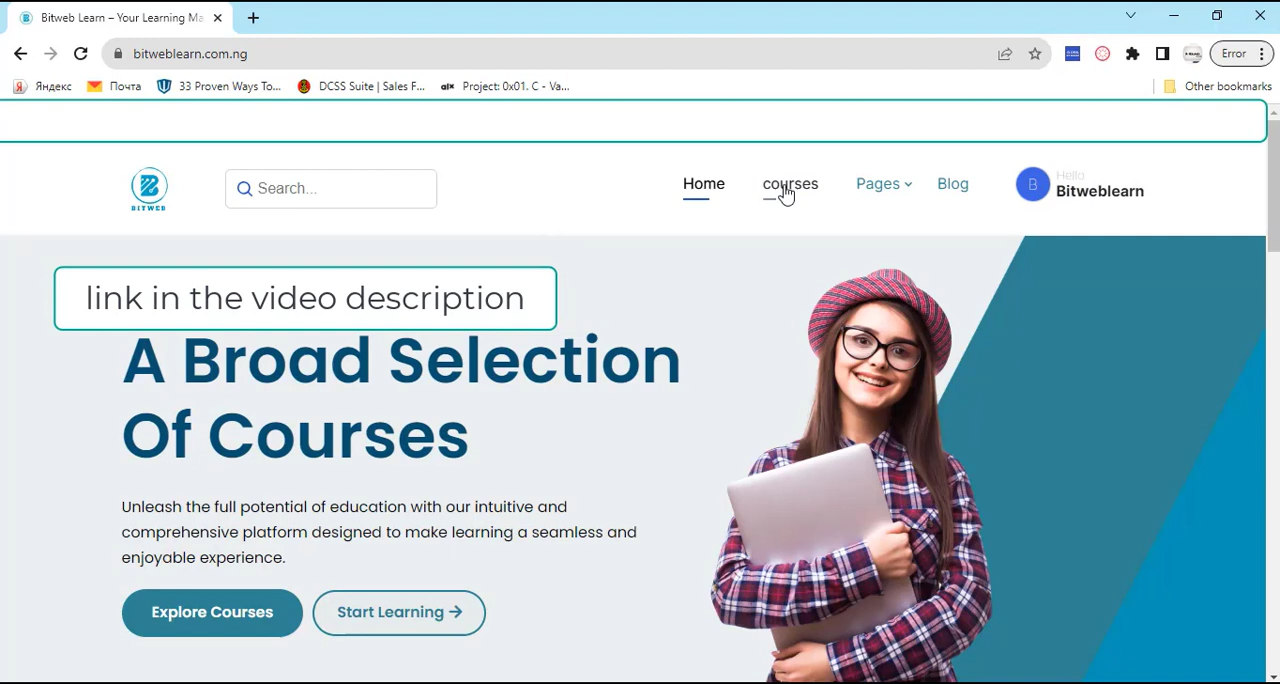 Bitweb Learn – Your Learning Ma
bitweblearn.com.ng
Error
Яндекс
Почта
33 Proven Ways To...
DCSS Suite | Sales F...
Project: 0x01. C - Va...
Other bookmarks
BITWEB
Search...
Home
courses
Pages
Blog
B
Hello
Bitweblearn
link in the video description
A Broad Selection
Of Courses
Unleash the full potential of education with our intuitive and
comprehensive platform designed to make learning a seamless and
enjoyable experience.
Explore Courses
Start Learning →